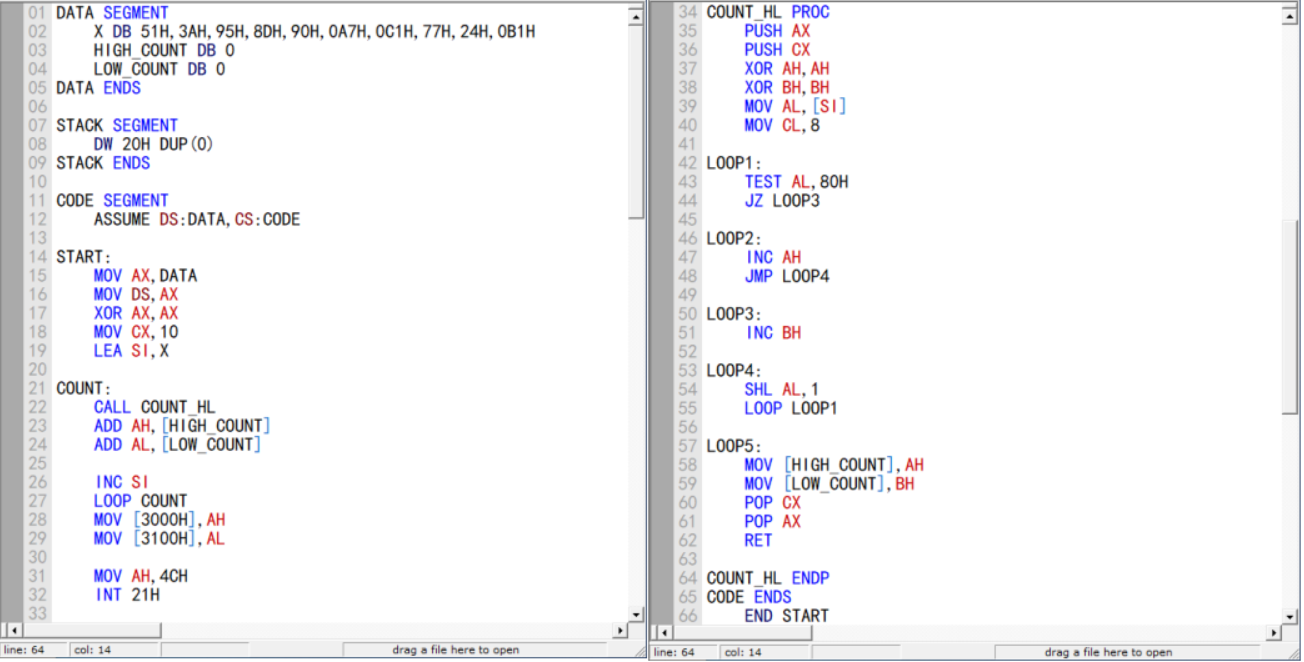 01 DATA SEGMENT
02     X DB 51H,3AH,95H,8DH,90H,0A7H,0C1H,77H,24H,0B1H
03     HIGH_COUNT DB 0
04     LOW_COUNT DB 0
05 DATA ENDS
06
07 STACK SEGMENT
08     DW 20H DUP(0)
09 STACK ENDS
10
11 CODE SEGMENT
12     ASSUME DS:DATA,CS:CODE
13
14 START:
15     MOV AX,DATA
16     MOV DS,AX
17     XOR AX,AX
18     MOV CX,10
19     LEA SI,X
20
21 COUNT:
22     CALL COUNT_HL
23     ADD AH,[HIGH_COUNT]
24     ADD AL,[LOW_COUNT]
25
26     INC SI
27     LOOP COUNT
28     MOV [3000H],AH
29     MOV [3100H],AL
30
31     MOV AH,4CH
32     INT 21H
33
line: 64 col: 14 drag a file here to open
34 COUNT_HL PROC
35     PUSH AX
36     PUSH CX
37     XOR AH,AH
38     XOR BH,BH
39     MOV AL,[SI]
40     MOV CL,8
41
42 LOOP1:
43     TEST AL,80H
44     JZ LOOP3
45
46 LOOP2:
47     INC AH
48     JMP LOOP4
49
50 LOOP3:
51     INC BH
52
53 LOOP4:
54     SHL AL,1
55     LOOP LOOP1
56
57 LOOP5:
58     MOV [HIGH_COUNT],AH
59     MOV [LOW_COUNT],BH
60     POP CX
61     POP AX
62     RET
63
64 COUNT_HL ENDP
65 CODE ENDS
66     END START
line: 64 col: 14 drag a file here to open